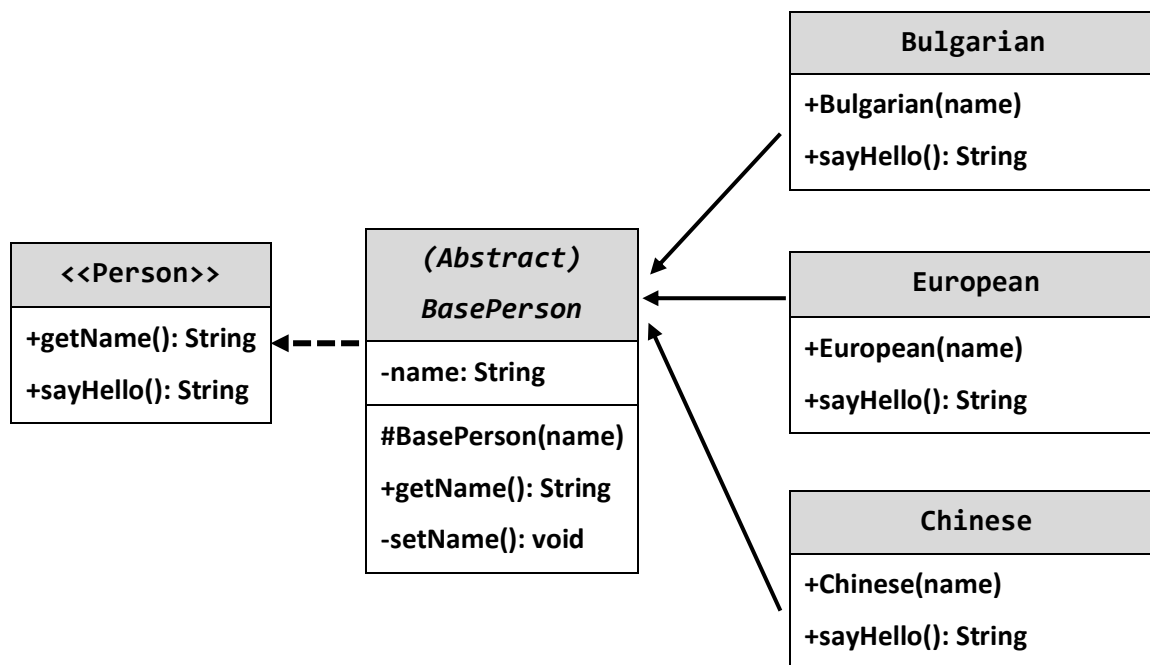 <<Person>>
+getName(): String
+sayHello(): String
(Abstract)
BasePerson
-name: String
#BasePerson(name)
+getName(): String
-setName(): void
Bulgarian
+Bulgarian(name)
+sayHello(): String
European
+European(name)
+sayHello(): String
Chinese
+Chinese(name)
+sayHello(): String